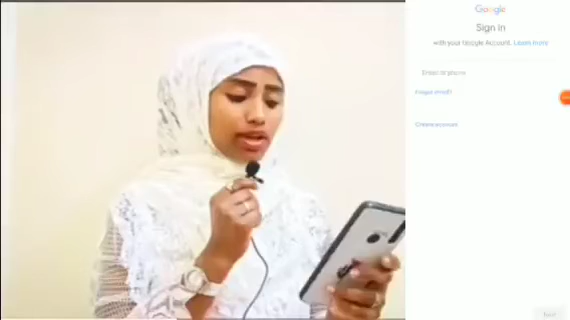 Google
Sign in
with your Google Account. Learn more
Email or phone
Forgot email?
Create account
Next